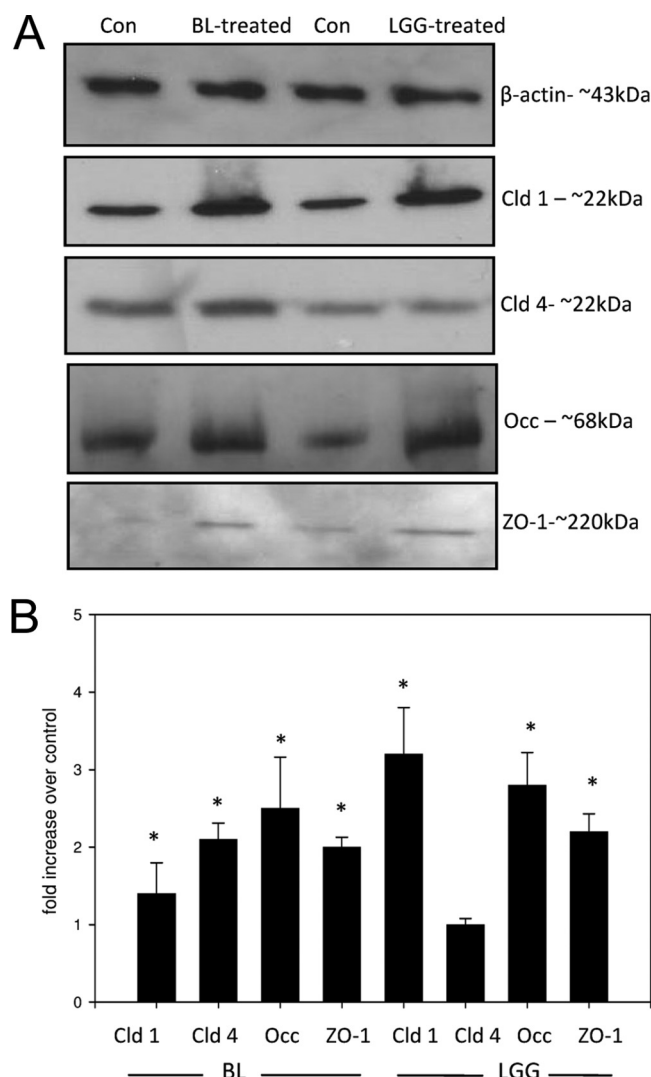 A
Con BL-treated Con LGG-treated
β-actin- ~43kDa
Cld 1 – ~22kDa
Cld 4- ~22kDa
Occ – ~68kDa
ZO-1-~220kDa
B
fold increase over control
5
4
3
2
1
0
* * * * * * *
Cld 1 Cld 4 Occ ZO-1 Cld 1 Cld 4 Occ ZO-1
BL LGG